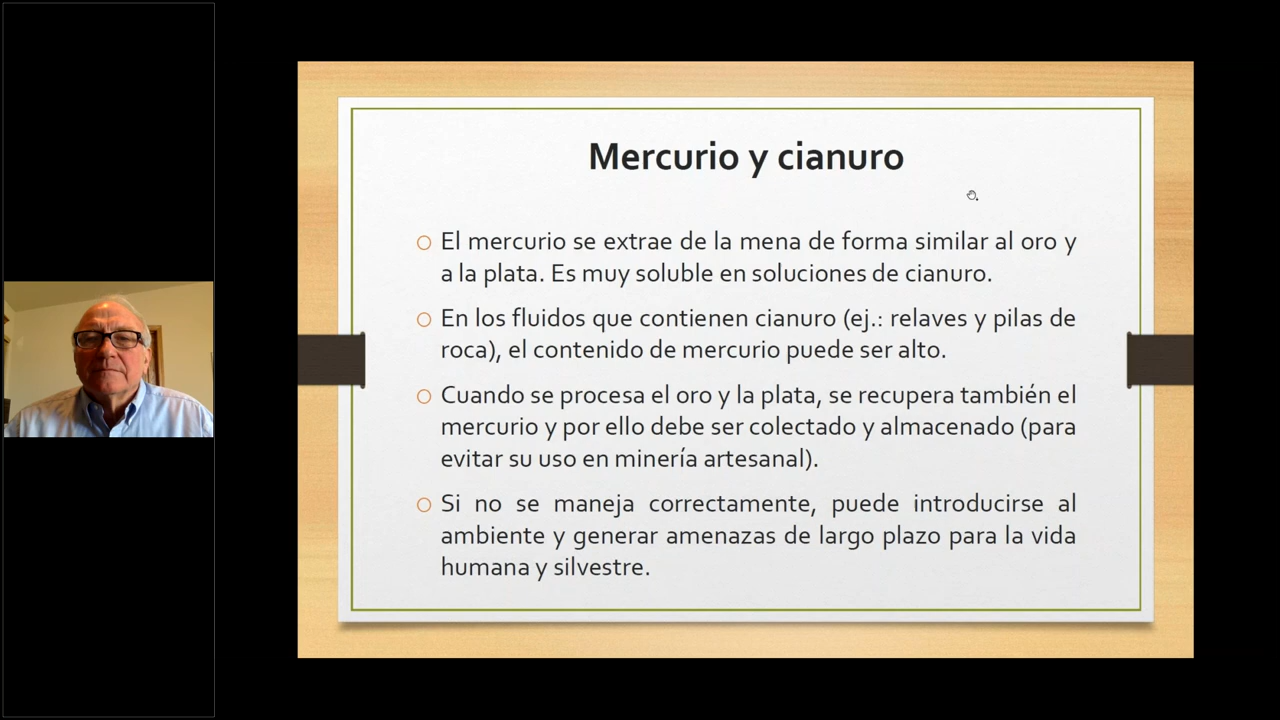 Mercurio y cianuro
El mercurio se extrae de la mena de forma similar al oro y
a la plata. Es muy soluble en soluciones de cianuro.
En los fluidos que contienen cianuro (ej.: relaves y pilas de
roca), el contenido de mercurio puede ser alto.
Cuando se procesa el oro y la plata, se recupera también el
mercurio y por ello debe ser colectado y almacenado (para
evitar su uso en minería artesanal).
Si no se maneja correctamente, puede introducirse al
ambiente y generar amenazas de largo plazo para la vida
humana y silvestre.